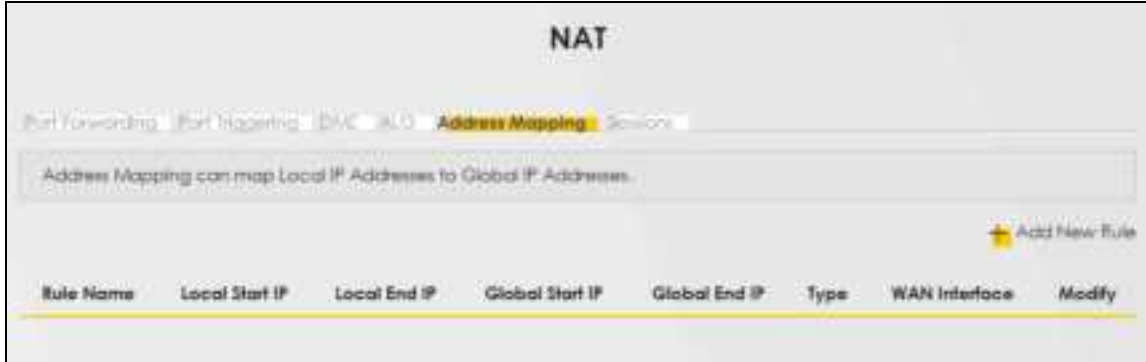 NAT
Port Forwarding Port Triggering DMZ ALG Address Mapping Sessions
Address Mapping can map Local IP Addresses to Global IP Addresses.
+ Add New Rule
Rule Name Local Start IP Local End IP Global Start IP Global End IP Type WAN Interface Modify